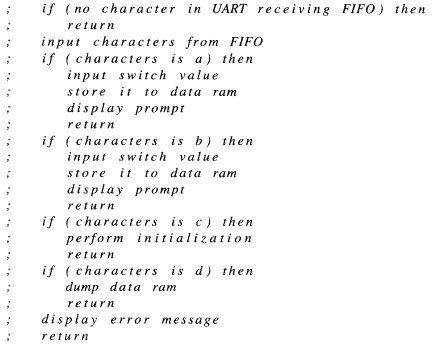 ;    if (no character in UART receiving FIFO) then
;        return
;    input characters from FIFO
;    if (characters is a) then
;        input switch value
;        store it to data ram
;        display prompt
;        return
;    if (characters is b) then
;        input switch value
;        store it to data ram
;        display prompt
;        return
;    if (characters is c) then
;        perform initialization
;        return
;    if (characters is d) then
;        dump data ram
;        return
;    display error message
;    return